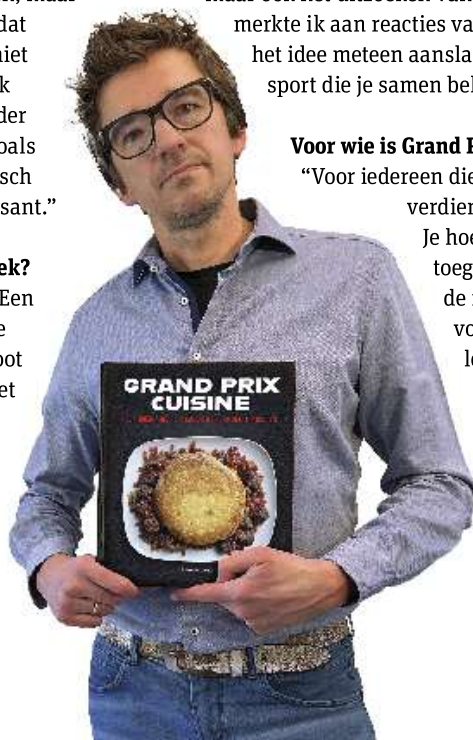 dat
niet
k
der
oals
sch
sant.”
ek?
Een
e
oot
et
merkte ik aan reacties va
het idee meteen aansla
sport die je samen bel
Voor wie is Grand P
“Voor iedereen die
verdien
Je hoe
toeg
de
vo
le
GRAND PRIX
CUISINE